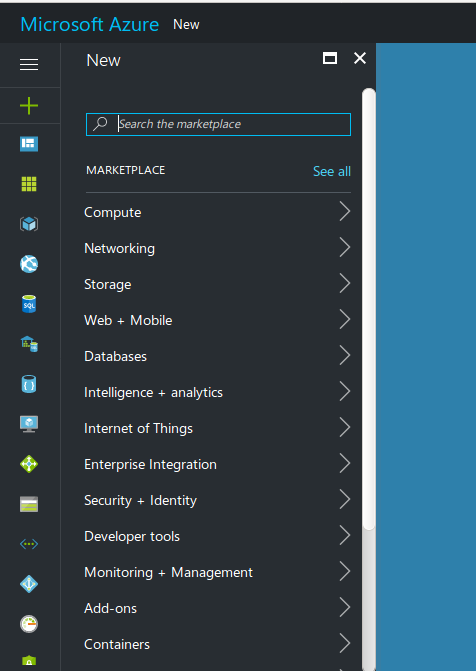 Microsoft Azure New
New
Search the marketplace
MARKETPLACE See all
Compute
Networking
Storage
Web + Mobile
SQL
Databases
Intelligence + analytics
Internet of Things
Enterprise Integration
Security + Identity
Developer tools
Monitoring + Management
Add-ons
Containers